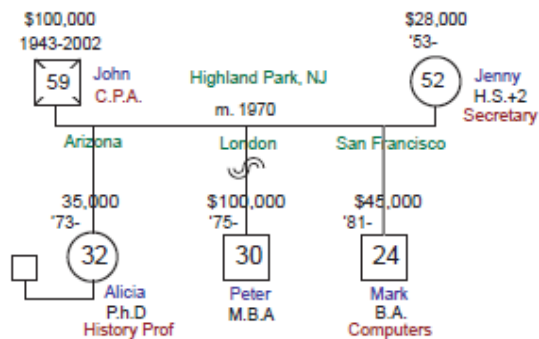 $100,000
1943-2002
59
John
C.P.A.
Highland Park, NJ
$28,000
'53-
52
Jenny
H.S.+2
Secretary
m. 1970
Arizona
London
San Francisco
35,000
'73-
32
Alicia
P.h.D
History Prof
$100,000
'75-
30
Peter
M.B.A
$45,000
'81-
24
Mark
B.A.
Computers